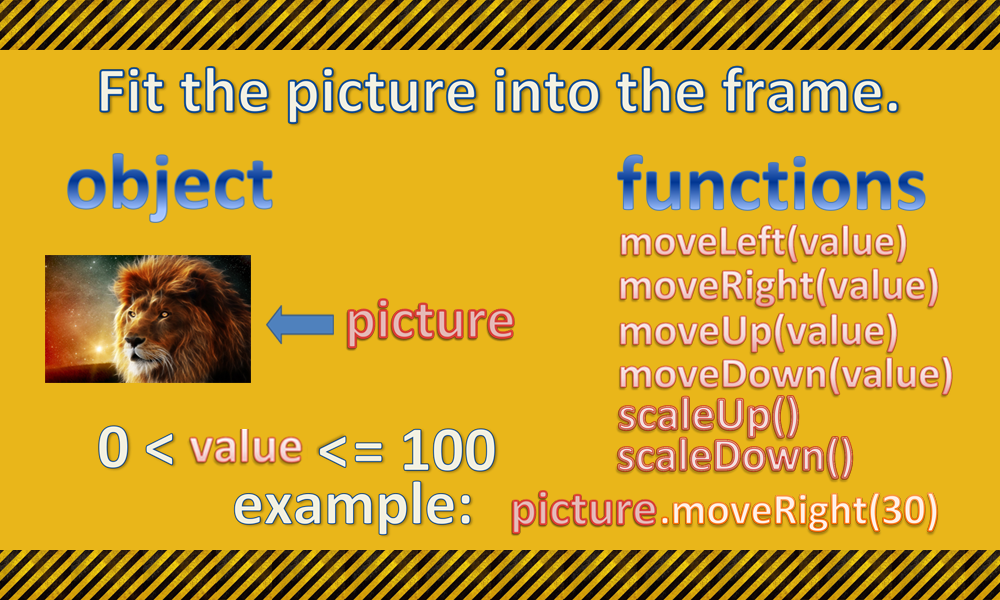 Fit the picture into the frame.
object
functions
moveLeft(value)
moveRight(value)
moveUp(value)
moveDown(value)
scaleUp()
scaleDown()
picture
0 < value <= 100
example: picture.moveRight(30)